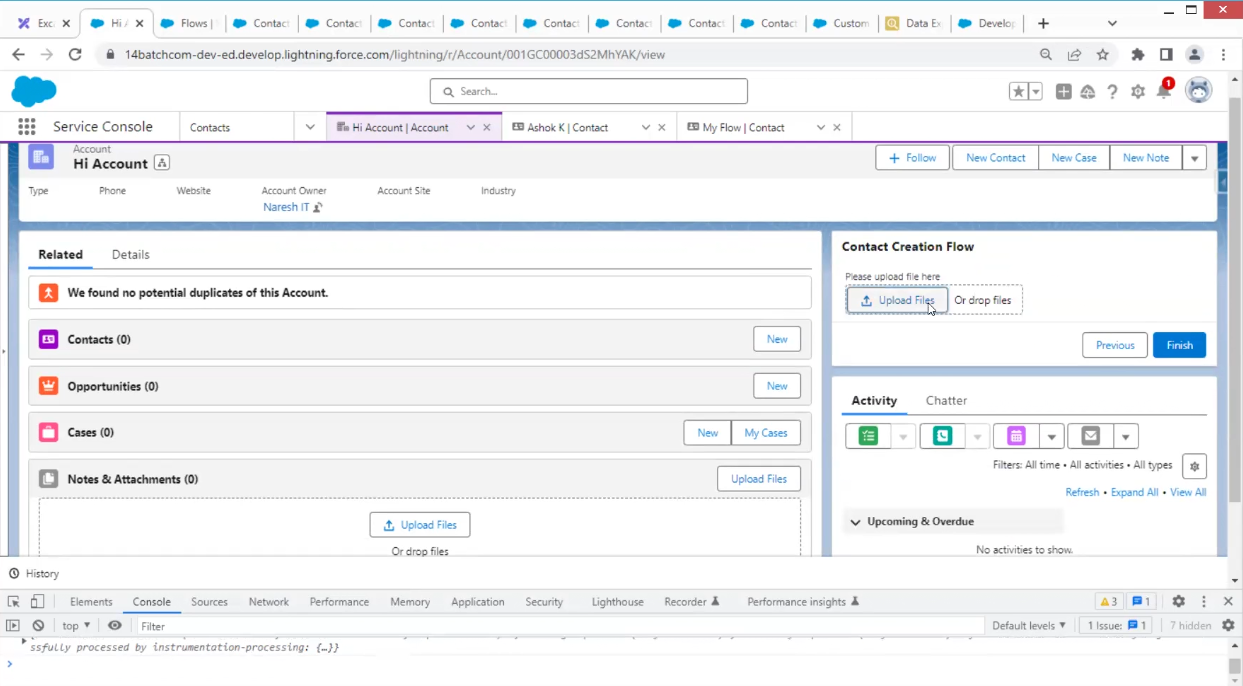 Exc
Hi A
Flows |
Contact
Contact
Contact
Contact
Contact
Contact
Contact
Contact
Custom
Data Ex
Develop
14batchcom-dev-ed.develop.lightning.force.com/lightning/r/Account/001GC00003dS2MhYAK/view
Search...
1
Service Console
Contacts
Hi Account | Account
Ashok K | Contact
My Flow | Contact
Account
Hi Account
Follow
New Contact
New Case
New Note
Type
Phone
Website
Account Owner
Account Site
Industry
Naresh IT
Related
Details
We found no potential duplicates of this Account.
Contacts (0)
New
Opportunities (0)
New
Cases (0)
New
My Cases
Notes & Attachments (0)
Upload Files
Upload Files
Or drop files
Contact Creation Flow
Please upload file here
Upload Files
Or drop files
Previous
Finish
Activity
Chatter
Filters: All time • All activities • All types
Refresh • Expand All • View All
Upcoming & Overdue
No activities to show.
History
Elements
Console
Sources
Network
Performance
Memory
Application
Security
Lighthouse
Recorder
Performance insights
3
1
top
Filter
Default levels
1 Issue:
1
7 hidden
ssfully processed by instrumentation-processing: {…}}